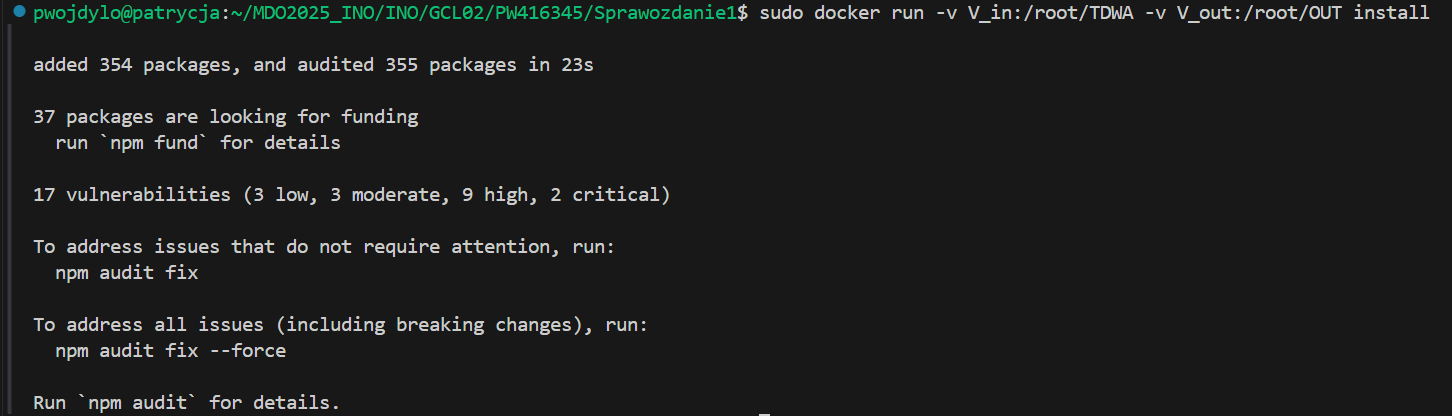 pwojdylo@patrycja:~/MDO2025_INO/INO/GCL02/PW416345/Sprawozdanie1$ sudo docker run -v V_in:/root/TDWA -v V_out:/root/OUT install
added 354 packages, and audited 355 packages in 23s
37 packages are looking for funding
  run `npm fund` for details
17 vulnerabilities (3 low, 3 moderate, 9 high, 2 critical)
To address issues that do not require attention, run:
  npm audit fix
To address all issues (including breaking changes), run:
  npm audit fix --force
Run `npm audit` for details.